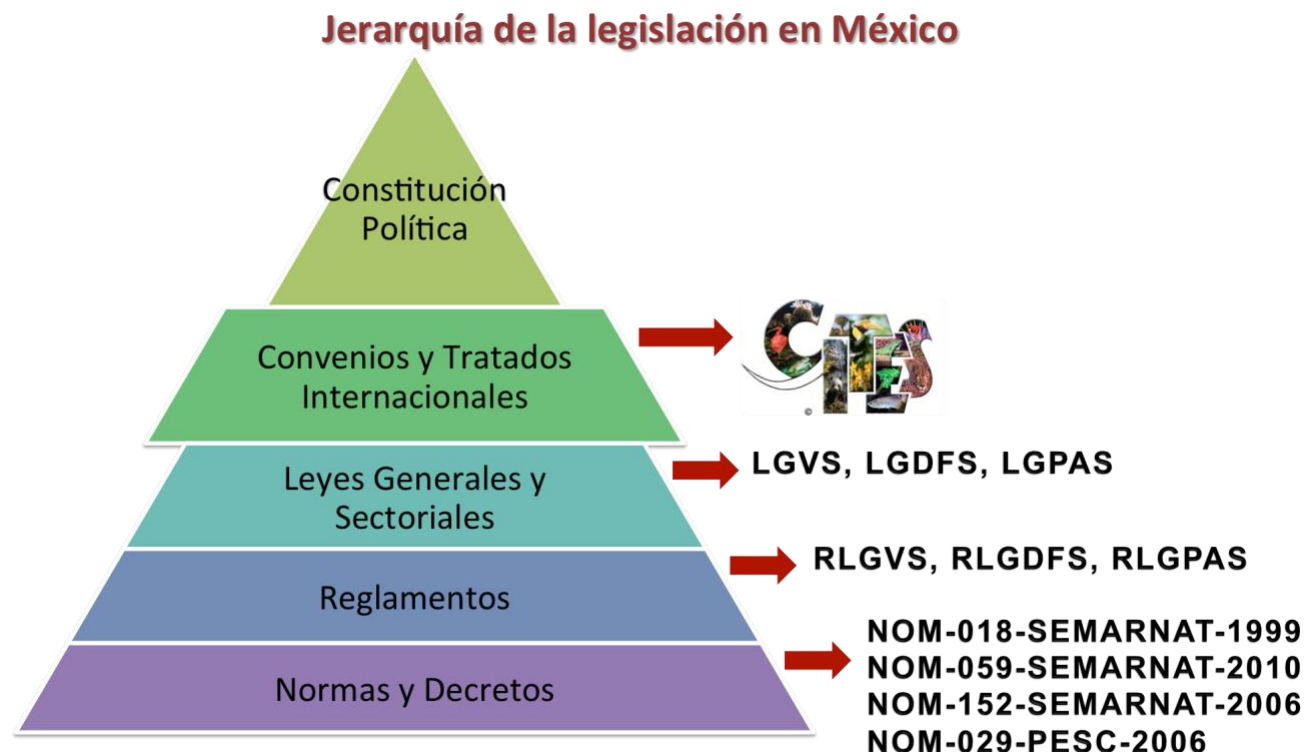 Jerarquía de la legislación en México
Constitución
Política
Convenios y Tratados
Internacionales
CITES
©
Leyes Generales y
Sectoriales
LGVS, LGDFS, LGPAS
Reglamentos
RLGVS, RLGDFS, RLGPAS
Normas y Decretos
NOM-018-SEMARNAT-1999
NOM-059-SEMARNAT-2010
NOM-152-SEMARNAT-2006
NOM-029-PESC-2006